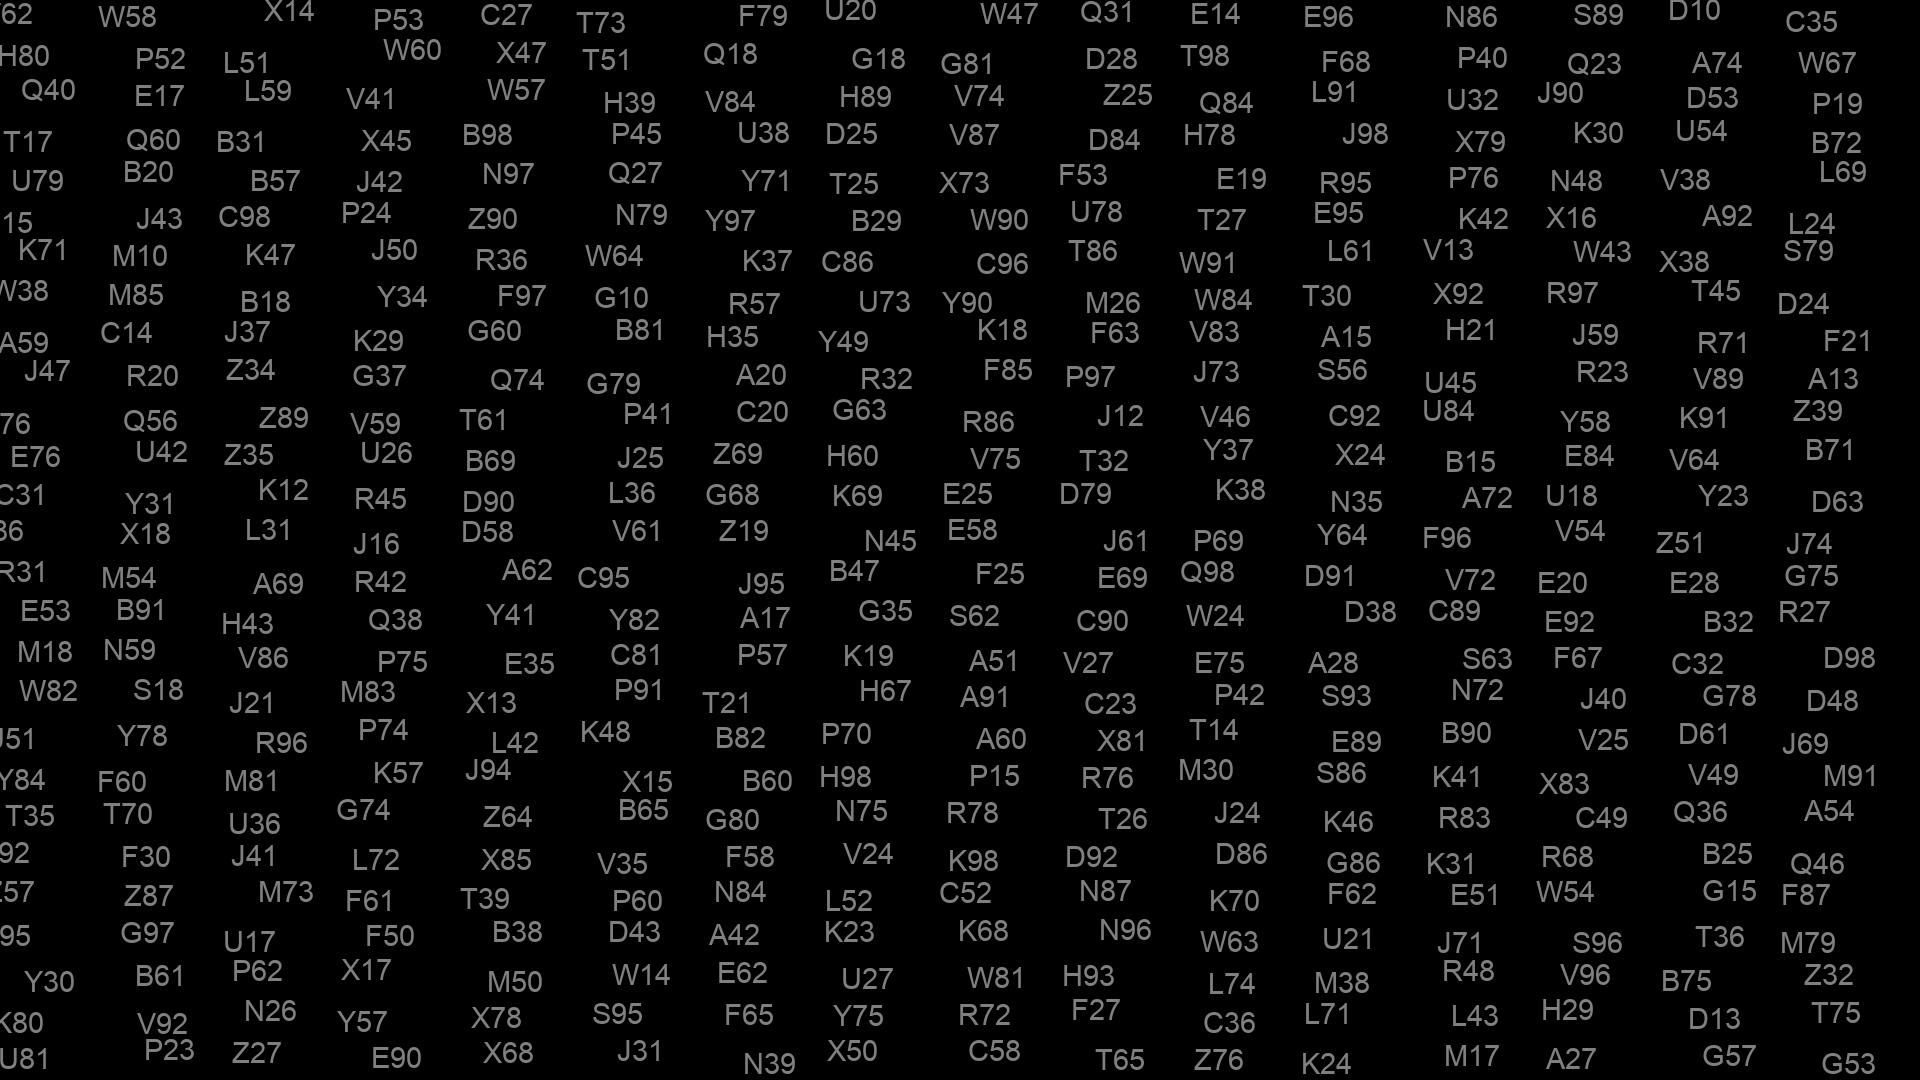 W58 X14 P53 C27 T73 F79 U20 W47 Q31 E14 E96 N86 S89 D10 C35
H80 P52 L51 W60 X47 T51 Q18 G18 G81 D28 T98 F68 P40 Q23 A74 W67
Q40 E17 L59 V41 W57 H39 V84 H89 V74 Z25 Q84 L91 U32 J90 D53 P19
T17 Q60 B31 X45 B98 P45 U38 D25 V87 D84 H78 J98 X79 K30 U54 B72
U79 B20 B57 J42 N97 Q27 Y71 T25 X73 F53 E19 R95 P76 N48 V38 L69
15 J43 C98 P24 Z90 N79 Y97 B29 W90 U78 T27 E95 K42 X16 A92 L24
K71 M10 K47 J50 R36 W64 K37 C86 C96 T86 W91 L61 V13 W43 X38 S79
W38 M85 B18 Y34 F97 G10 R57 U73 Y90 M26 W84 T30 X92 R97 T45 D24
A59 C14 J37 K29 G60 B81 H35 Y49 K18 F63 V83 A15 H21 J59 R71 F21
J47 R20 Z34 G37 Q74 G79 A20 R32 F85 P97 J73 S56 U45 R23 V89 A13
76 Q56 Z89 V59 T61 P41 C20 G63 R86 J12 V46 C92 U84 Y58 K91 Z39
E76 U42 Z35 U26 B69 J25 Z69 H60 V75 T32 Y37 X24 B15 E84 V64 B71
C31 Y31 K12 R45 D90 L36 G68 K69 E25 D79 K38 N35 A72 U18 Y23 D63
36 X18 L31 J16 D58 V61 Z19 N45 E58 J61 P69 Y64 F96 V54 Z51 J74
R31 M54 A69 R42 A62 C95 J95 B47 F25 E69 Q98 D91 V72 E20 E28 G75
E53 B91 H43 Q38 Y41 Y82 A17 G35 S62 C90 W24 D38 C89 E92 B32 R27
M18 N59 V86 P75 E35 C81 P57 K19 A51 V27 E75 A28 S63 F67 C32 D98
W82 S18 J21 M83 X13 P91 T21 H67 A91 C23 P42 S93 N72 J40 G78 D48
51 Y78 R96 P74 L42 K48 B82 P70 A60 X81 T14 E89 B90 V25 D61 J69
Y84 F60 M81 K57 J94 X15 B60 H98 P15 R76 M30 S86 K41 X83 V49 M91
T35 T70 U36 G74 Z64 B65 G80 N75 R78 T26 J24 K46 R83 C49 Q36 A54
92 F30 J41 L72 X85 V35 F58 V24 K98 D92 D86 G86 K31 R68 B25 Q46
57 Z87 M73 F61 T39 P60 N84 L52 C52 N87 K70 F62 E51 W54 G15 F87
95 G97 U17 F50 B38 D43 A42 K23 K68 N96 W63 U21 J71 S96 T36 M79
Y30 B61 P62 X17 M50 W14 E62 U27 W81 H93 L74 M38 R48 V96 B75 Z32
K80 V92 N26 Y57 X78 S95 F65 Y75 R72 F27 C36 L71 L43 H29 D13 T75
U81 P23 Z27 E90 X68 J31 N39 X50 C58 T65 Z76 K24 M17 A27 G57 G53